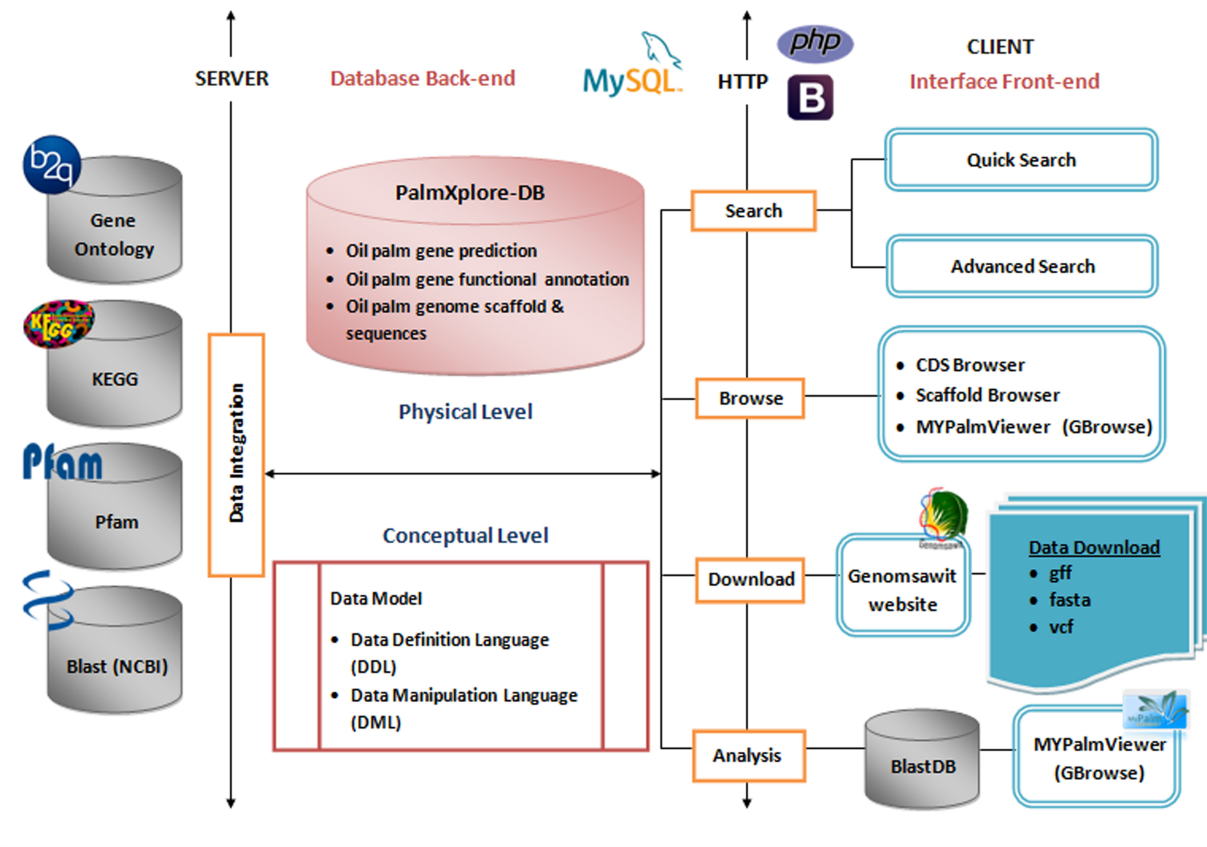 SERVER
Database Back-end
MySQL
HTTP
php
B
CLIENT
Interface Front-end
b2g
Gene
Ontology
KEGG
KEGG
Pfam
Pfam
Blast (NCBI)
Data Integration
PalmXplore-DB
• Oil palm gene prediction
• Oil palm gene functional annotation
• Oil palm genome scaffold &
sequences
Physical Level
Conceptual Level
Data Model
• Data Definition Language
(DDL)
• Data Manipulation Language
(DML)
Search
Quick Search
Advanced Search
Browse
• CDS Browser
• Scaffold Browser
• MYPalmViewer (GBrowse)
Download
Genomsawit
Genomsawit
website
Data Download
• gff
• fasta
• vcf
Analysis
BlastDB
MyPalm
MYPalmViewer
(GBrowse)